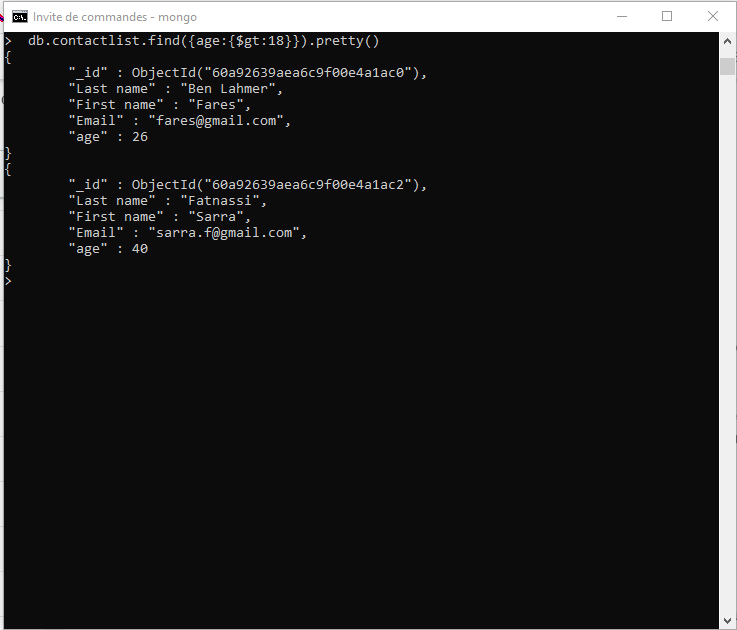 Invite de commandes - mongo
> db.contactlist.find({age:{$gt:18}}).pretty()
{
"_id" : ObjectId("60a92639aea6c9f00e4a1ac0"),
"Last name" : "Ben Lahmer",
"First name" : "Fares",
"Email" : "fares@gmail.com",
"age" : 26
}
{
"_id" : ObjectId("60a92639aea6c9f00e4a1ac2"),
"Last name" : "Fatnassi",
"First name" : "Sarra",
"Email" : "sarra.f@gmail.com",
"age" : 40
}
>